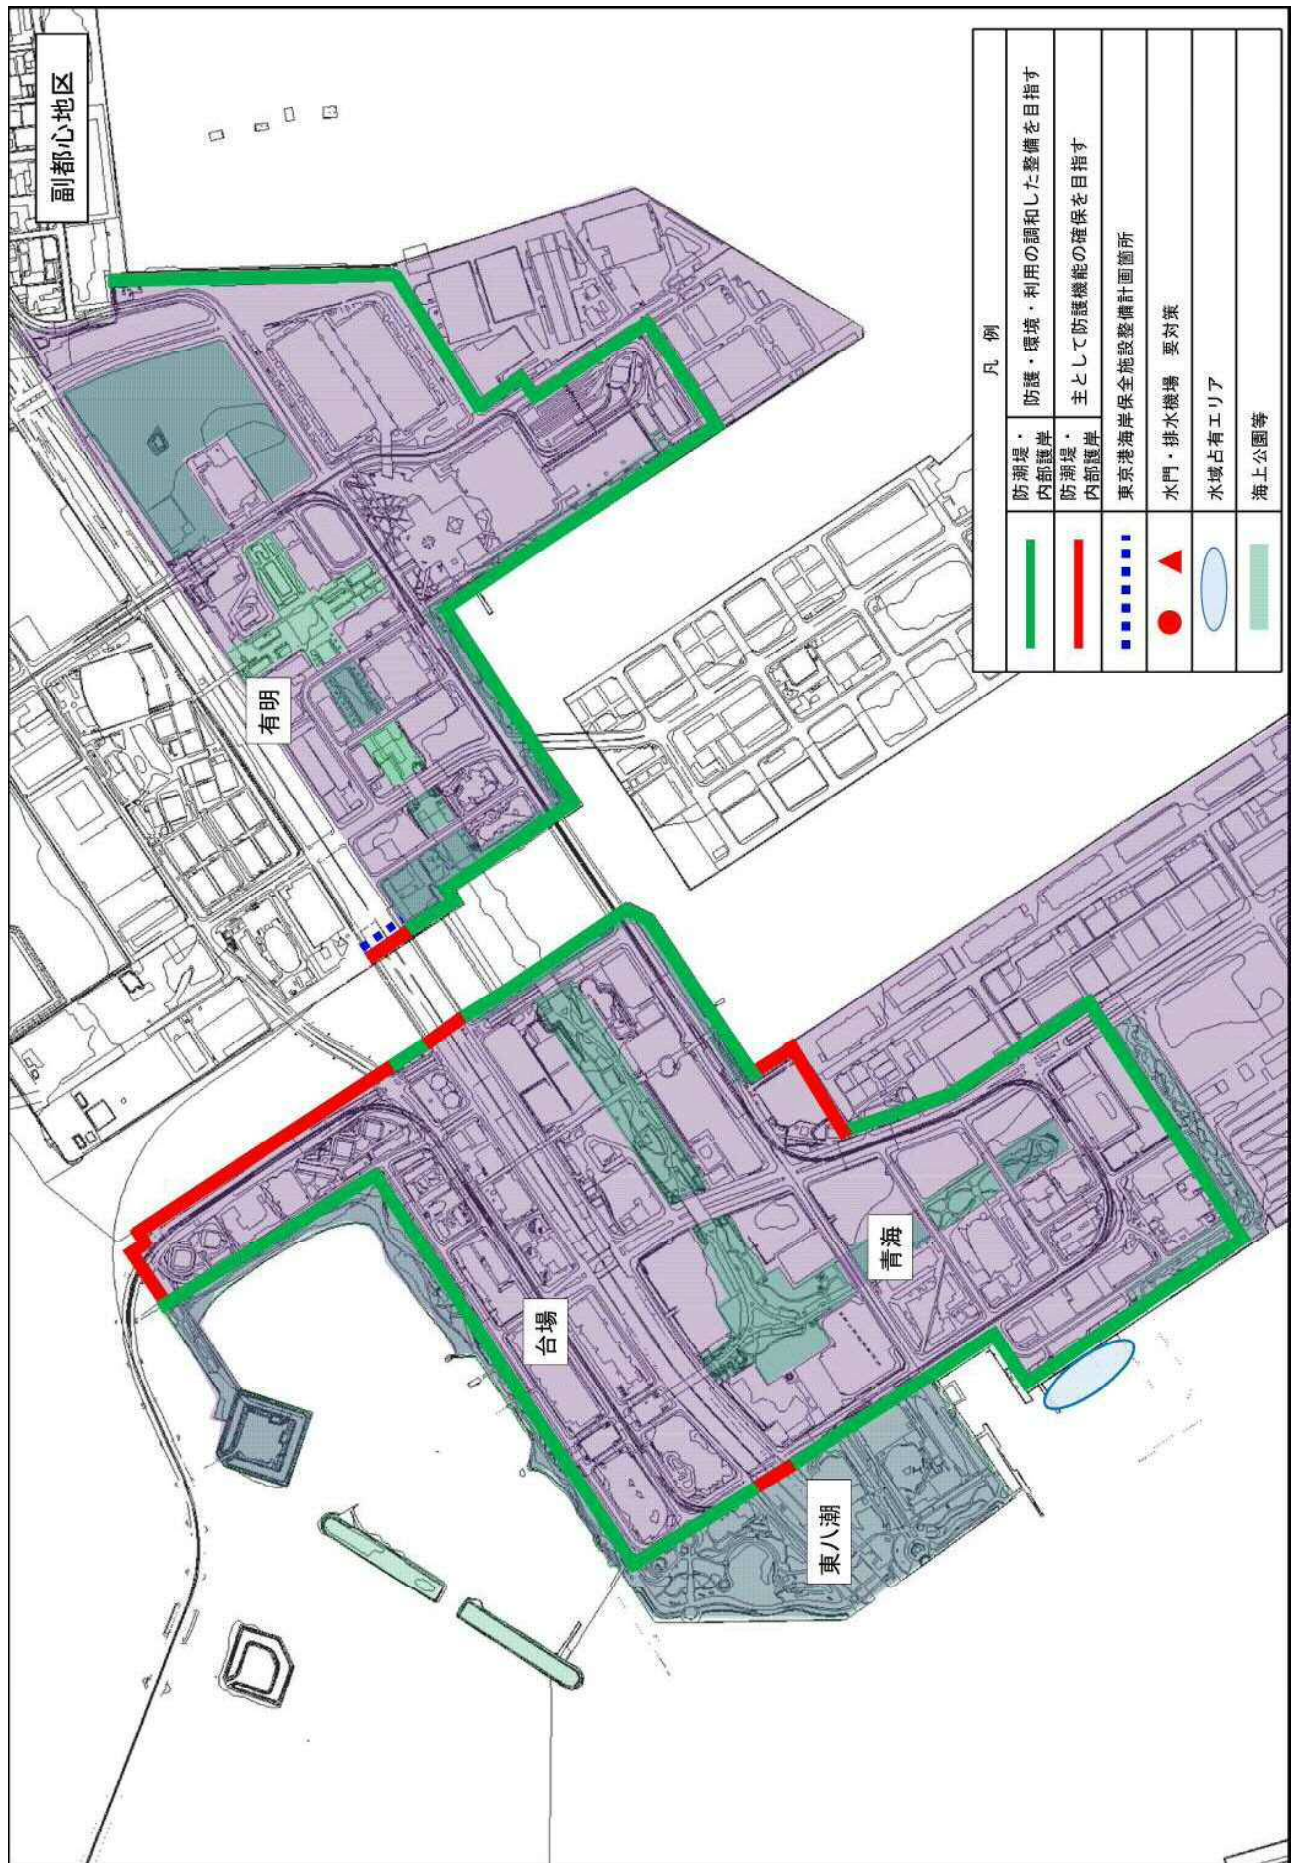 副都心地区
有明
台場
青海
東八潮
凡 例
防潮堤・
内部護岸
防護・環境・利用の調和した整備を目指す
防潮堤・
内部護岸
主として防護機能の確保を目指す
東京港海岸保全施設整備計画箇所
水門・排水機場 要対策
水域占有エリア
海上公園等